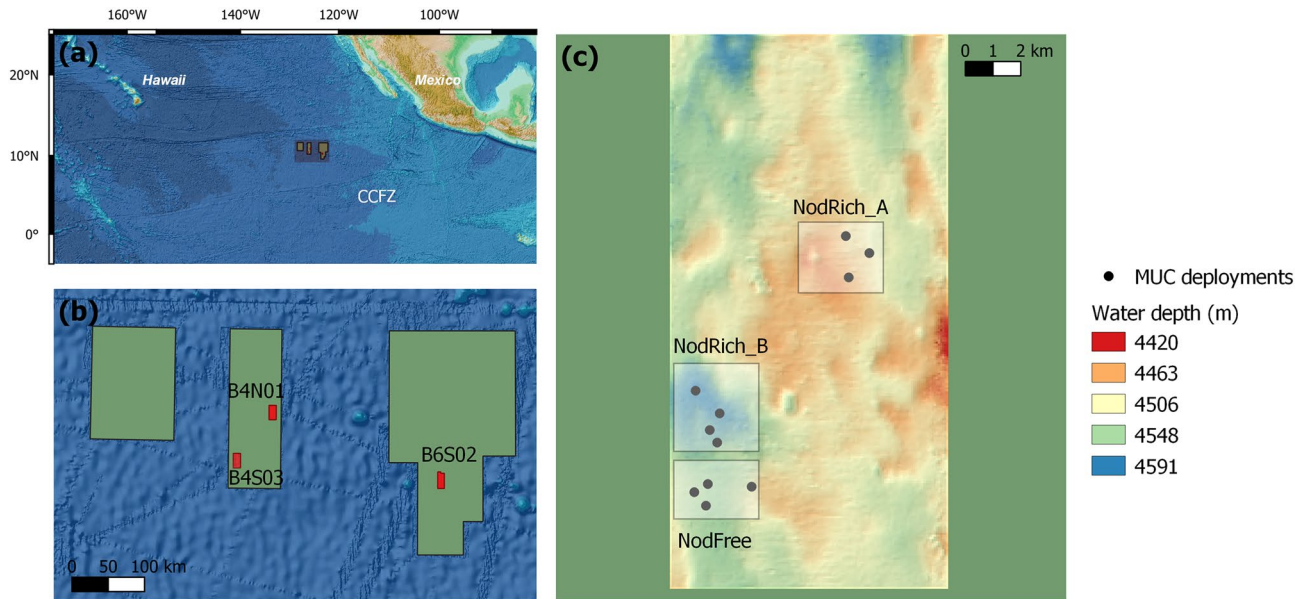 160°W 140°W 120°W 100°W
(a)
20°N
Hawaii
Mexico
10°N
CCFZ
0°
(b)
B4N01
B4S03
B6S02
0 50 100 km
(c)
0 1 2 km
NodRich_A
NodRich_B
NodFree
MUC deployments
Water depth (m)
4420
4463
4506
4548
4591